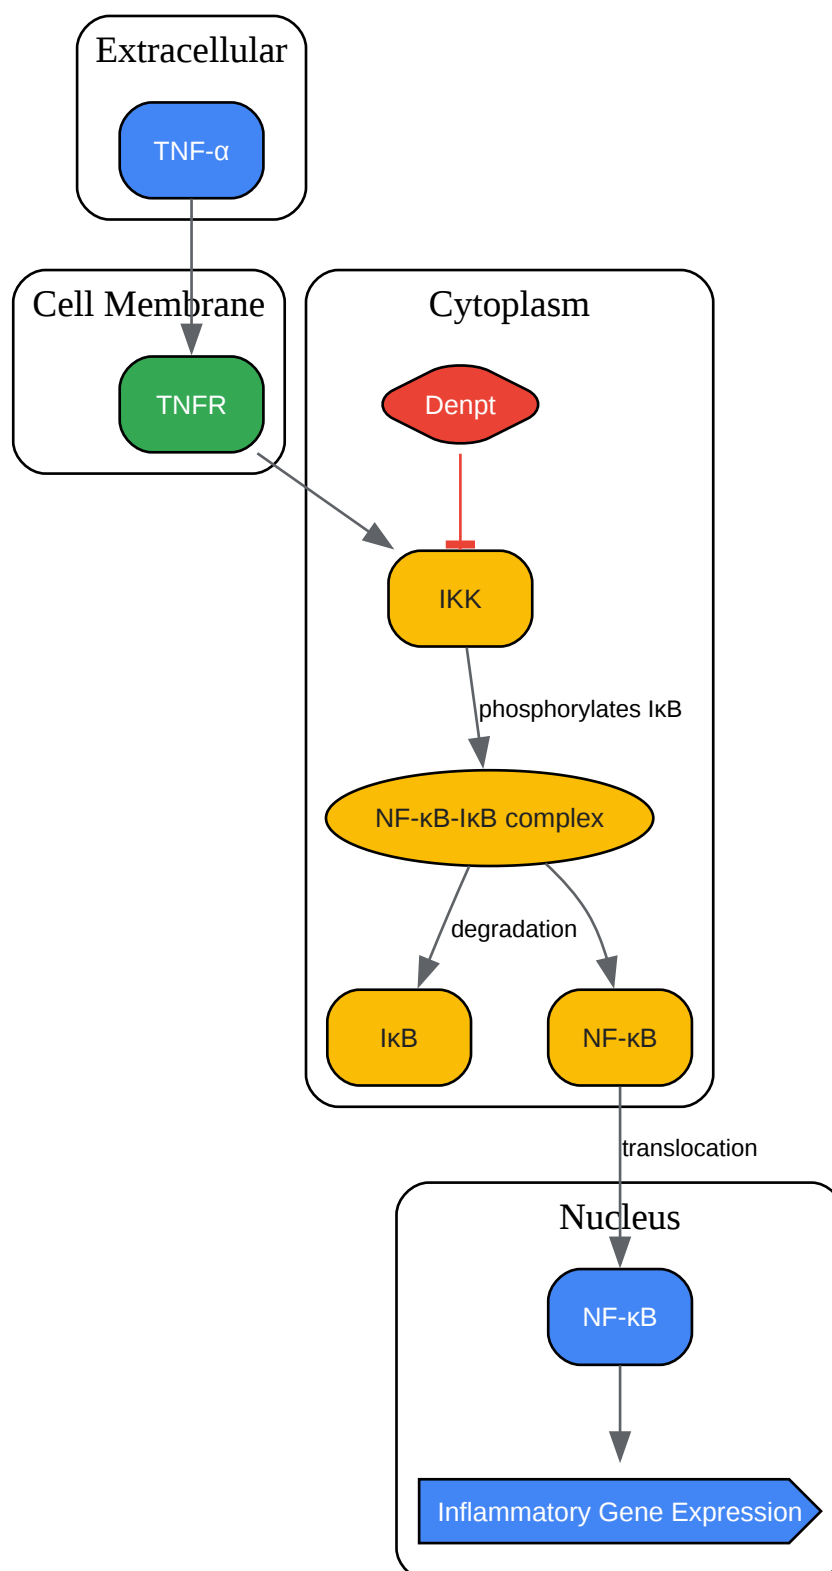 Extracellular
TNF-α
Cell Membrane
TNFR
Cytoplasm
Denpt
IKK
phosphorylates IκB
NF-κB-IκB complex
degradation
IκB
NF-κB
translocation
Nucleus
NF-κB
Inflammatory Gene Expression